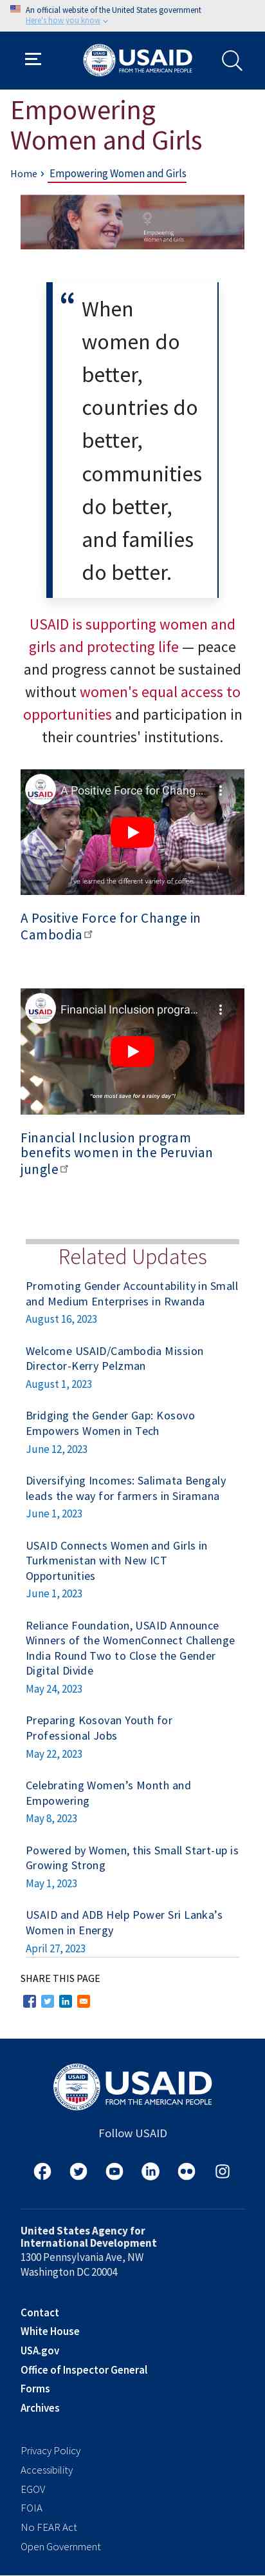 An official website of the United States government
Here's how you know
USAID
FROM THE AMERICAN PEOPLE
Empowering
Women and Girls
Home › Empowering Women and Girls
Empowering
Women and Girls
“ When
women do
better,
countries do
better,
communities
do better,
and families
do better.
USAID is supporting women and
girls and protecting life — peace
and progress cannot be sustained
without women's equal access to
opportunities and participation in
their countries' institutions.
A Positive Force for Chang...
I've learned the different variety of coffee.
A Positive Force for Change in
Cambodia
Financial Inclusion progra...
"one must save for a rainy day"!
Financial Inclusion program
benefits women in the Peruvian
jungle
Related Updates
Promoting Gender Accountability in Small
and Medium Enterprises in Rwanda
August 16, 2023
Welcome USAID/Cambodia Mission
Director-Kerry Pelzman
August 1, 2023
Bridging the Gender Gap: Kosovo
Empowers Women in Tech
June 12, 2023
Diversifying Incomes: Salimata Bengaly
leads the way for farmers in Siramana
June 1, 2023
USAID Connects Women and Girls in
Turkmenistan with New ICT
Opportunities
June 1, 2023
Reliance Foundation, USAID Announce
Winners of the WomenConnect Challenge
India Round Two to Close the Gender
Digital Divide
May 24, 2023
Preparing Kosovan Youth for
Professional Jobs
May 22, 2023
Celebrating Women’s Month and
Empowering
May 8, 2023
Powered by Women, this Small Start-up is
Growing Strong
May 1, 2023
USAID and ADB Help Power Sri Lanka’s
Women in Energy
April 27, 2023
SHARE THIS PAGE
USAID
FROM THE AMERICAN PEOPLE
Follow USAID
United States Agency for
International Development
1300 Pennsylvania Ave, NW
Washington DC 20004
Contact
White House
USA.gov
Office of Inspector General
Forms
Archives
Privacy Policy
Accessibility
EGOV
FOIA
No FEAR Act
Open Government